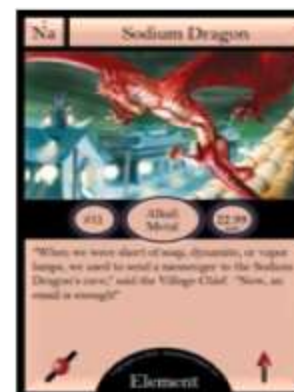 Na
Sodium Dragon
#11
Alkali
Metal
22.99
"When we were short of soap, dynamite, or vapor
lamps, we used to send a messenger to the Sodium
Dragon's cave," said the Village Chief. "Now, an
email is enough!"
Element